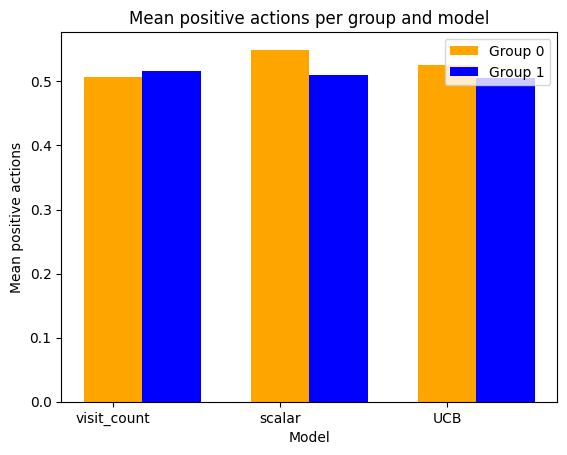 Mean positive actions per group and model
Group 0
Group 1
Mean positive actions
0.5
0.4
0.3
0.2
0.1
0.0
visit_count scalar UCB
Model